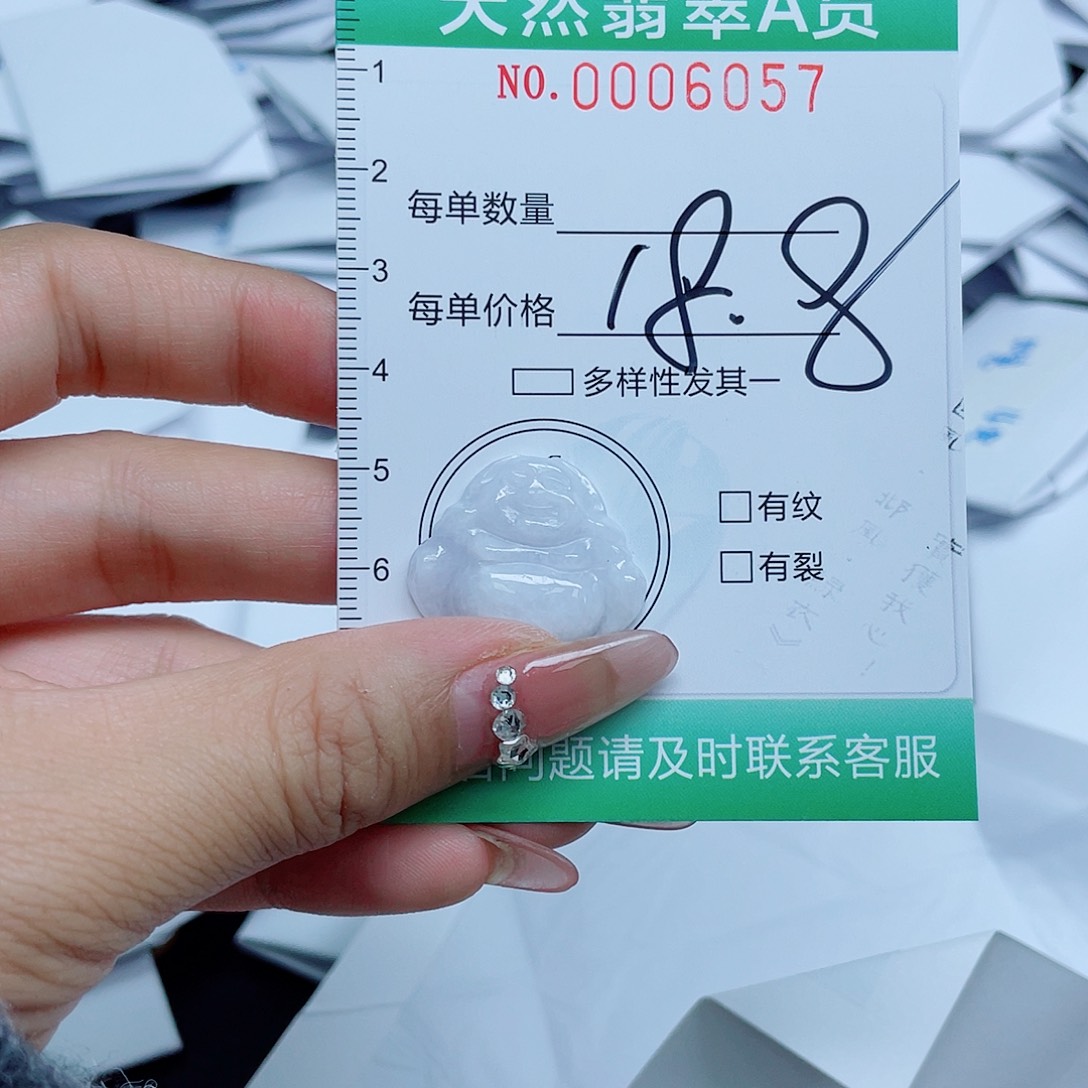 天然翡翠A货
NO.0006057
1
2
3
4
5
6
每单数量
每单价格
18.8
多样性发其一
有纹
有裂
问题请及时联系客服